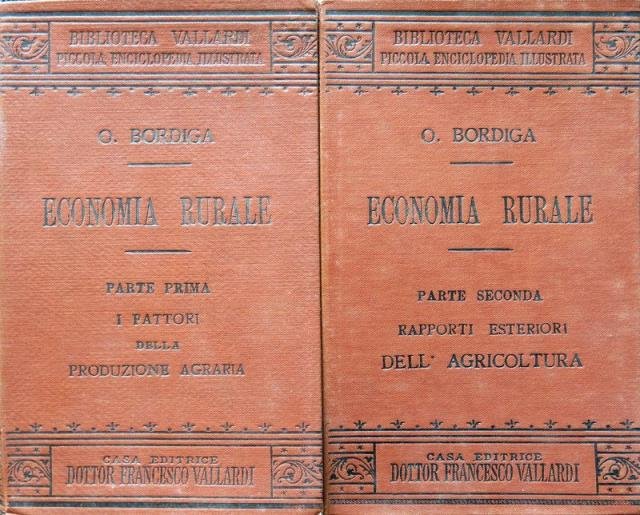 BIBLIOTECA VALLARDI
PICCOLA ENCICLOPEDIA ILLUSTRATA
O. BORDIGA
ECONOMIA RURALE
PARTE PRIMA
I FATTORI
DELLA
PRODUZIONE AGRARIA
CASA EDITRICE
DOTTOR FRANCESCO VALLARDI
BIBLIOTECA VALLARDI
PICCOLA ENCICLOPEDIA ILLUSTRATA
O. BORDIGA
ECONOMIA RURALE
PARTE SECONDA
RAPPORTI ESTERIORI
DELL' AGRICOLTURA
CASA EDITRICE
DOTTOR FRANCESCO VALLARDI